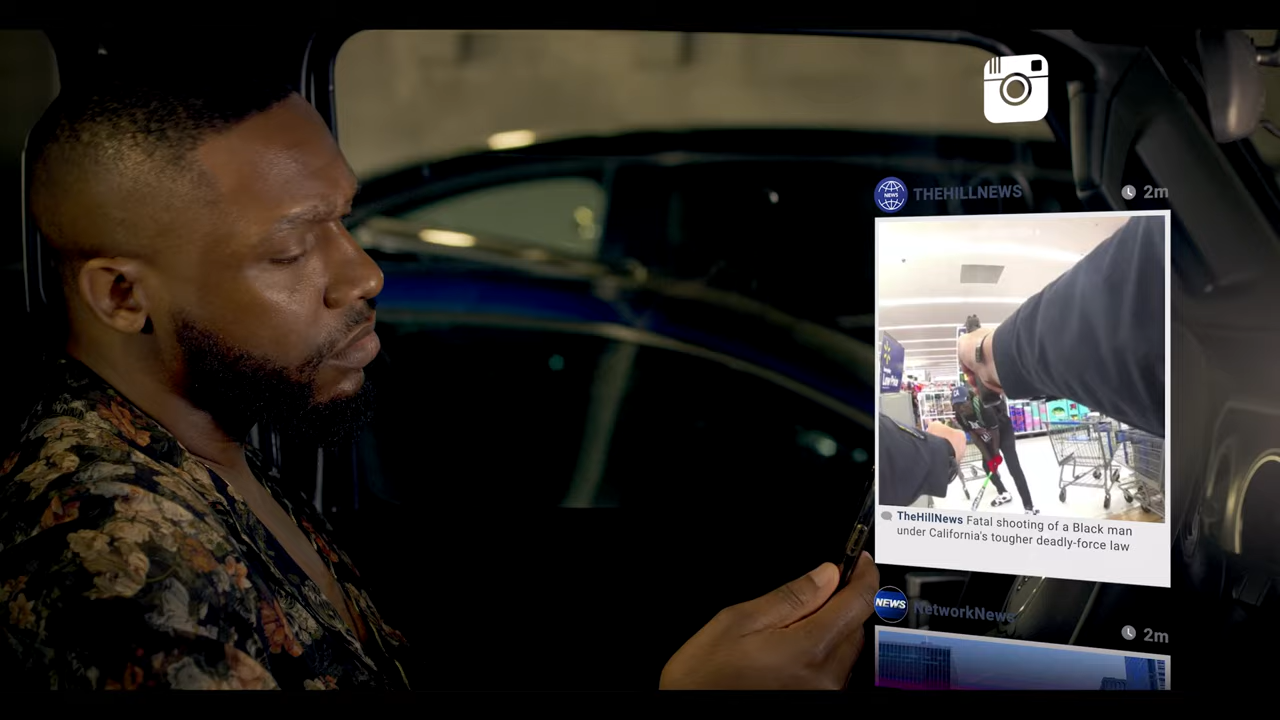 THEHILLNEWS
2m
TheHillNews Fatal shooting of a Black man
under California's tougher deadly-force law
NEWS
NetworkNews
2m